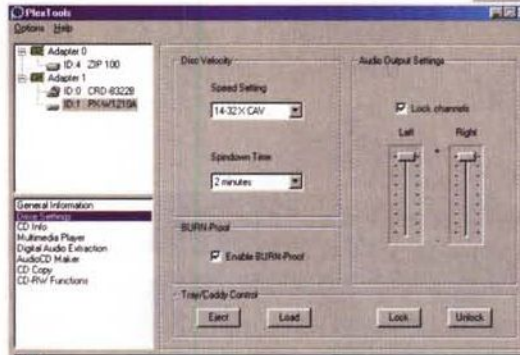 PlexTools
Options Help
Adapter 0
ID:4 ZIP 100
Adapter 1
ID:0 CRD-8322B
ID:1 PX-W1210A
General Information
Drive Settings
CD Info
Multimedia Player
Digital Audio Extraction
AudioCD Maker
CD Copy
CD-RW Functions
Disc Velocity
Speed Setting
14-32 X CAV
Spindown Time
2 minutes
BURN-Proof
Enable BURN-Proof
Audio Output Settings
Lock channels
Left Right
+
-
Tray/Caddy Control
Eject Load Lock Unlock